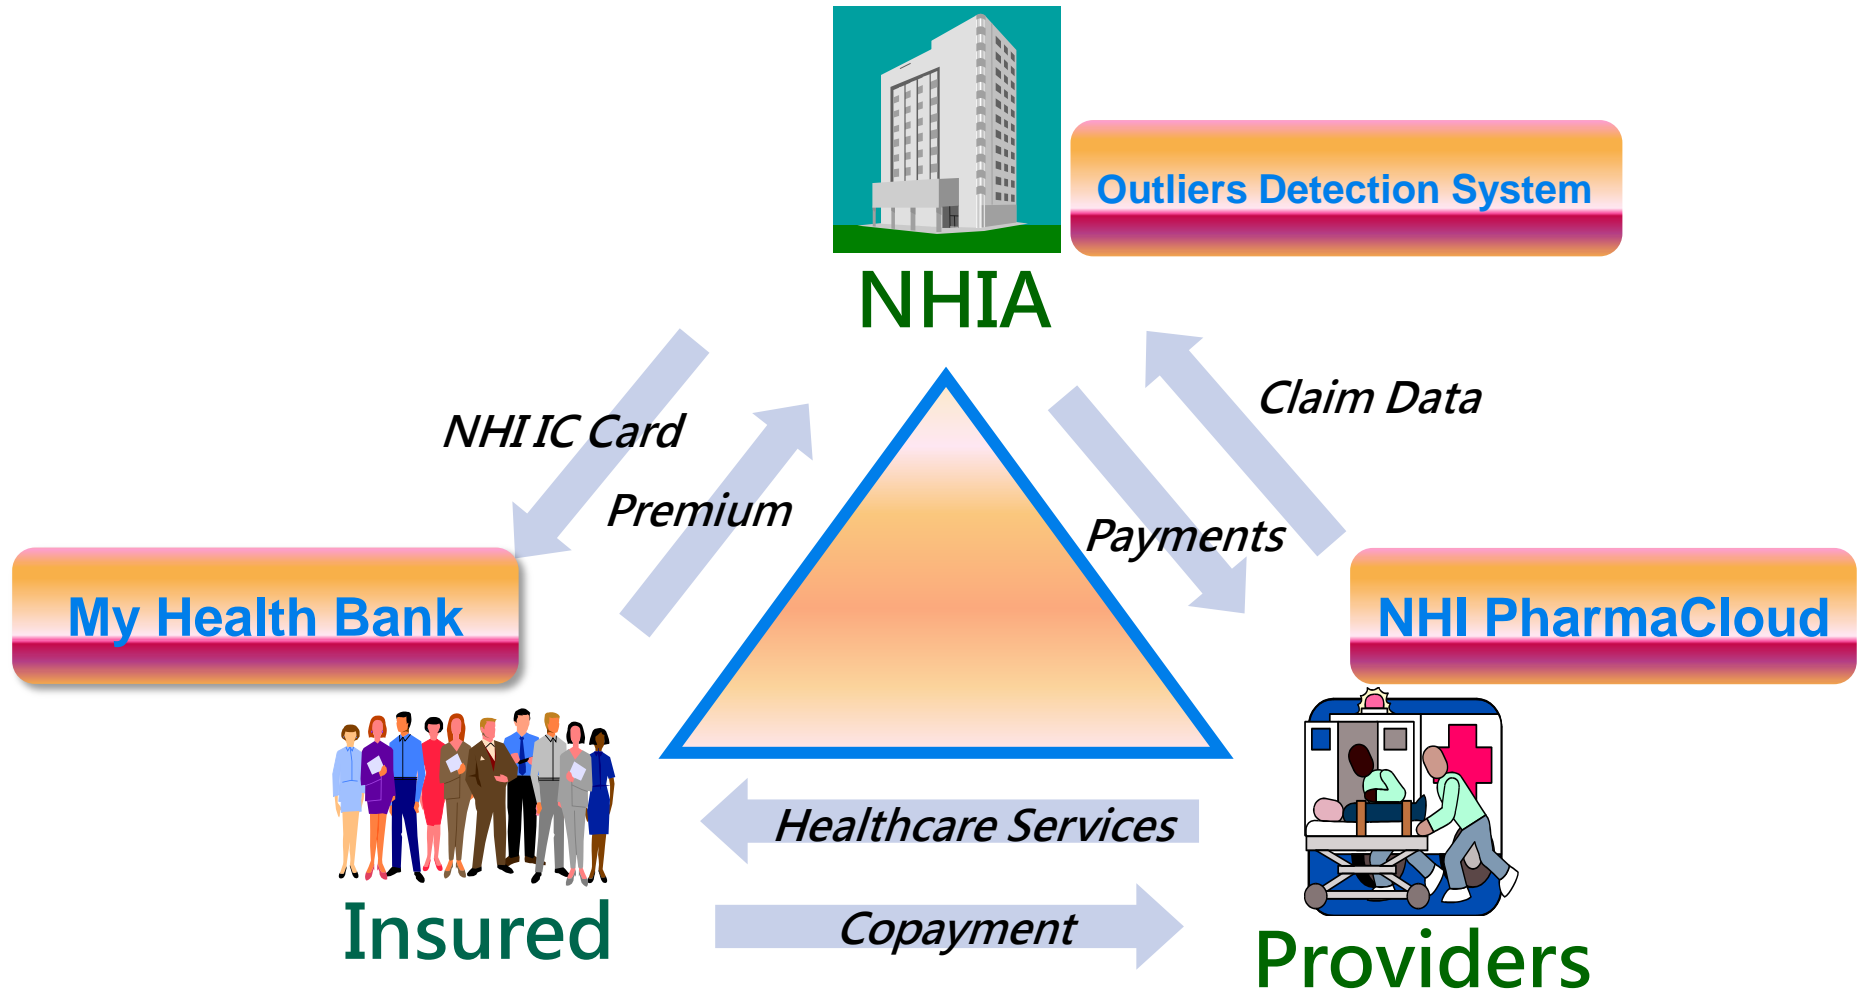 Outliers Detection System
NHIA
Claim Data
NHI IC Card
Premium
Payments
My Health Bank
NHI PharmaCloud
Healthcare Services
Insured
Copayment
Providers